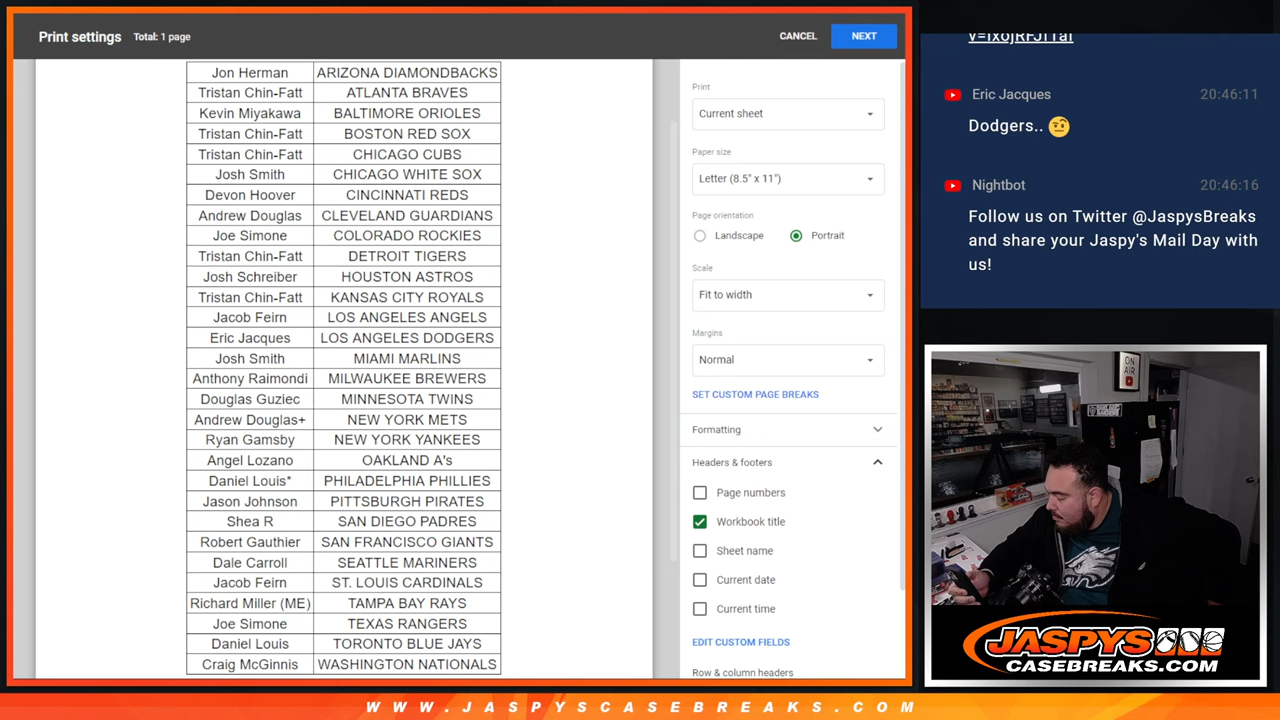 Print settings Total: 1 page CANCEL NEXT
Jon Herman ARIZONA DIAMONDBACKS
Tristan Chin-Fatt ATLANTA BRAVES
Kevin Miyakawa BALTIMORE ORIOLES
Tristan Chin-Fatt BOSTON RED SOX
Tristan Chin-Fatt CHICAGO CUBS
Josh Smith CHICAGO WHITE SOX
Devon Hoover CINCINNATI REDS
Andrew Douglas CLEVELAND GUARDIANS
Joe Simone COLORADO ROCKIES
Tristan Chin-Fatt DETROIT TIGERS
Josh Schreiber HOUSTON ASTROS
Tristan Chin-Fatt KANSAS CITY ROYALS
Jacob Feirn LOS ANGELES ANGELS
Eric Jacques LOS ANGELES DODGERS
Josh Smith MIAMI MARLINS
Anthony Raimondi MILWAUKEE BREWERS
Douglas Guziec MINNESOTA TWINS
Andrew Douglas+ NEW YORK METS
Ryan Gamsby NEW YORK YANKEES
Angel Lozano OAKLAND A's
Daniel Louis* PHILADELPHIA PHILLIES
Jason Johnson PITTSBURGH PIRATES
Shea R SAN DIEGO PADRES
Robert Gauthier SAN FRANCISCO GIANTS
Dale Carroll SEATTLE MARINERS
Jacob Feirn ST. LOUIS CARDINALS
Richard Miller (ME) TAMPA BAY RAYS
Joe Simone TEXAS RANGERS
Daniel Louis TORONTO BLUE JAYS
Craig McGinnis WASHINGTON NATIONALS
Print
Current sheet
Paper size
Letter (8.5" x 11")
Page orientation
Landscape Portrait
Scale
Fit to width
Margins
Normal
SET CUSTOM PAGE BREAKS
Formatting
Headers & footers
Page numbers
Workbook title
Sheet name
Current date
Current time
EDIT CUSTOM FIELDS
Row & column headers
Eric Jacques 20:46:11
Dodgers.. 🤨
Nightbot 20:46:16
Follow us on Twitter @JaspysBreaks
and share your Jaspy's Mail Day with
us!
ON
AIR
JASPYS
CASEBREAKS.COM
WWW.JASPYSCASEBREAKS.COM